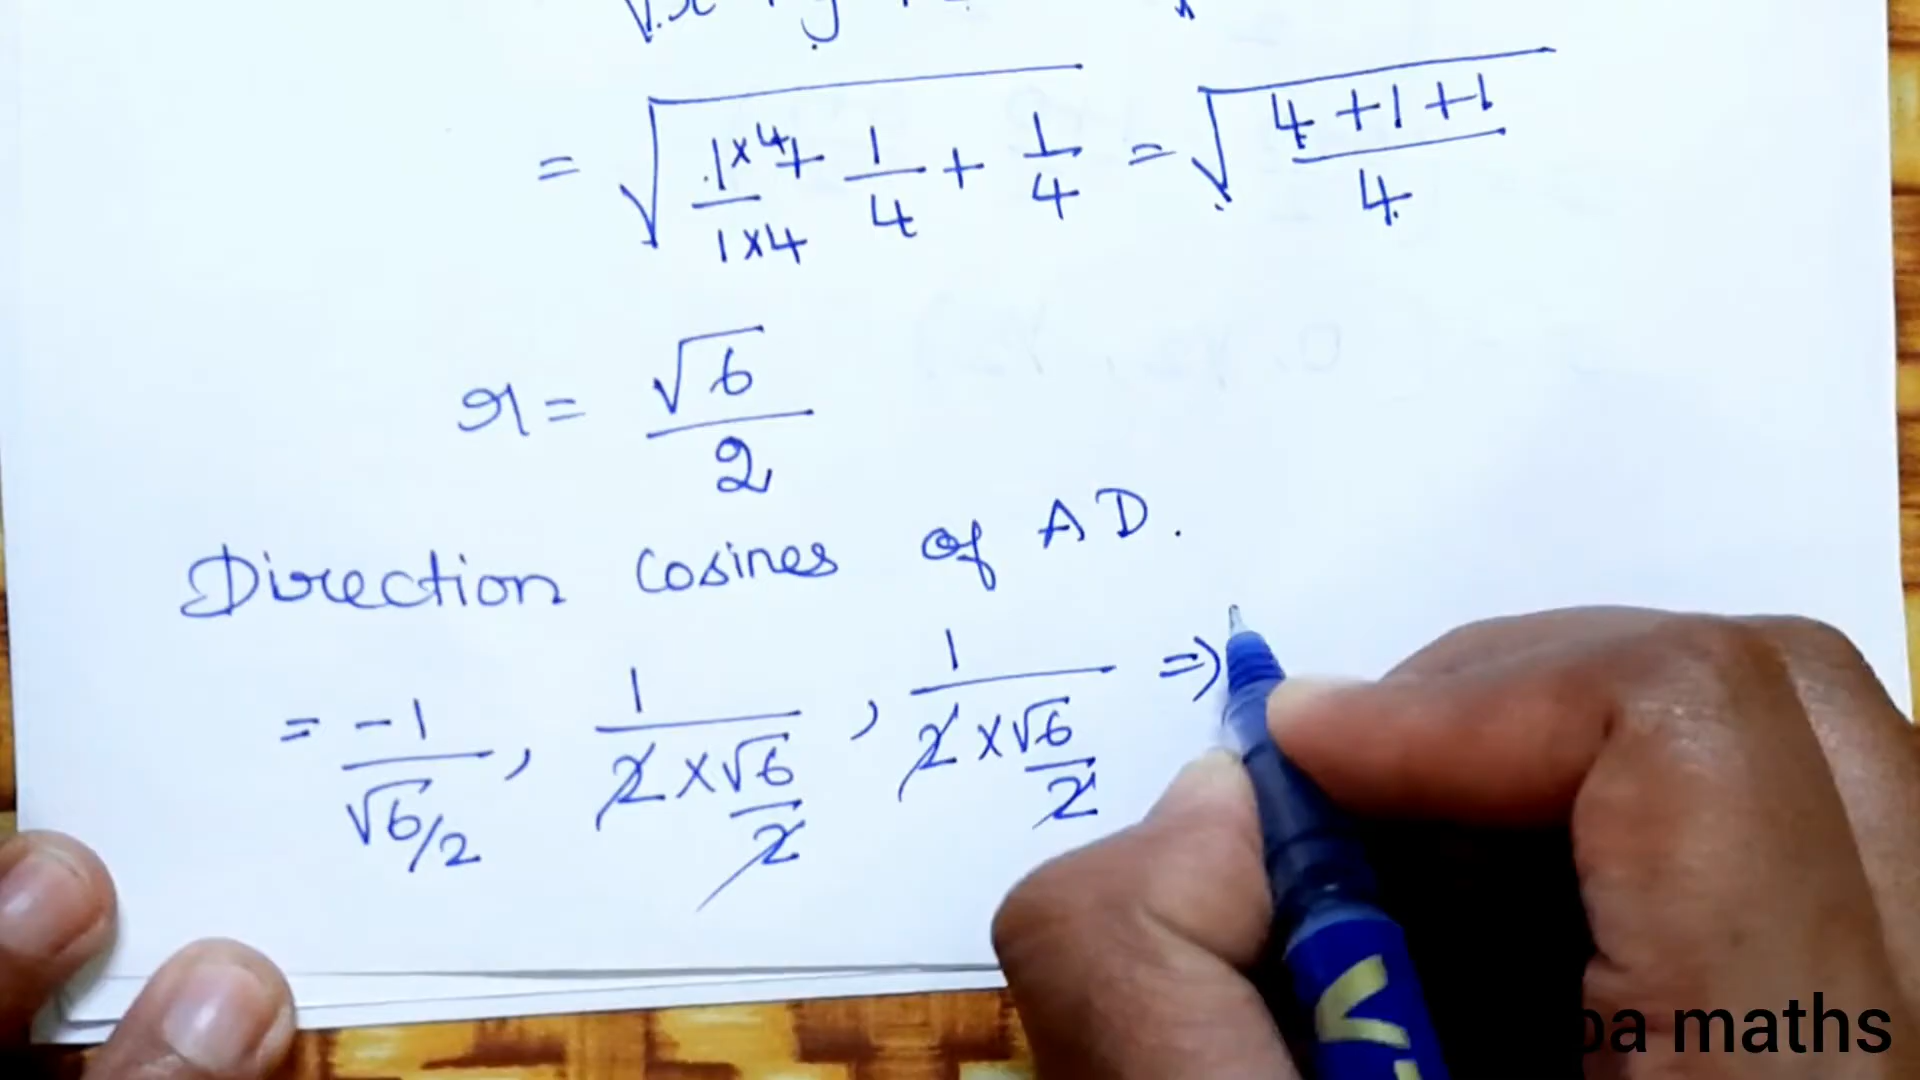 = √(1×4/1×4 + 1/4 + 1/4) = √(4+1+1/4)
r = √6/2
Direction Cosines of AD.
= -1/√6/2, 1/2×√6/2, 1/2×√6/2 ⇒
maths